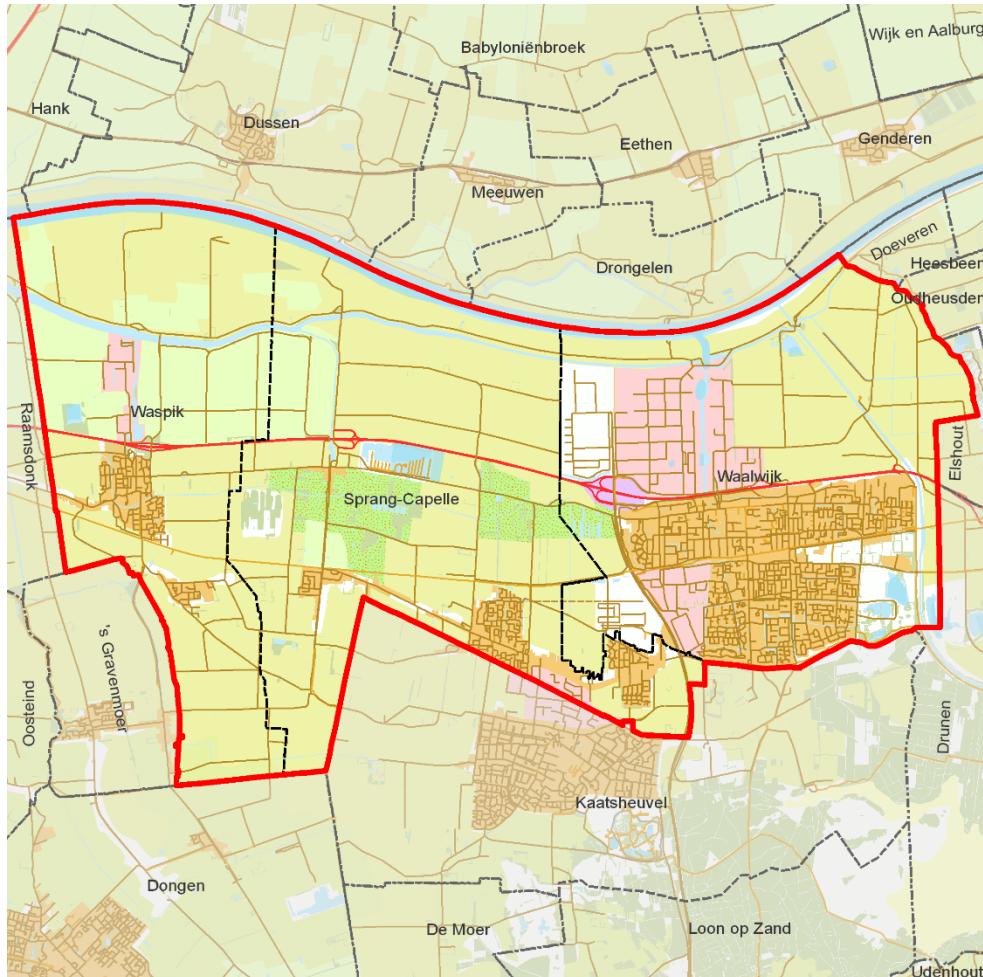 Wijk en Aalburg
Babyloniënbroek
Hank
Dussen
Eethen
Genderen
Meeuwen
Doeveren
Drongelen
Heesbeen
Oudheusden
Waspik
Raamsdonk
Elshout
Waalwijk
Sprang-Capelle
's Gravenmoer
Oosteind
Drunen
Kaatsheuvel
Dongen
De Moer
Loon op Zand
Udenhout